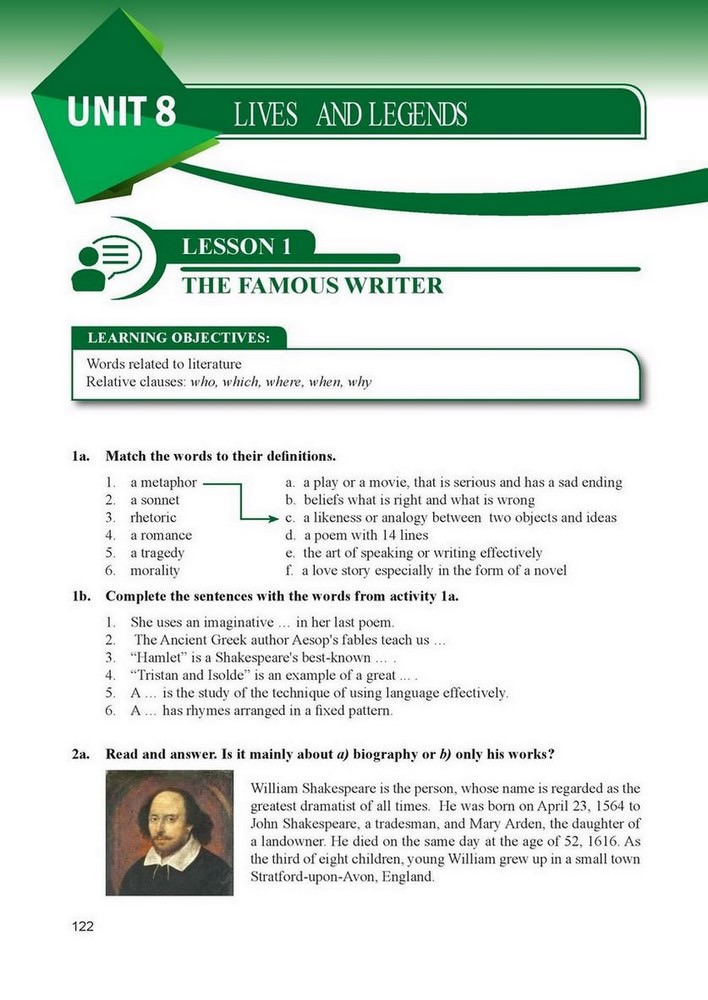 UNIT 8
LIVES AND LEGENDS
LESSON 1
THE FAMOUS WRITER
LEARNING OBJECTIVES:
Words related to literature
Relative clauses: who, which, where, when, why
1a. Match the words to their definitions.
1. a metaphor
2. a sonnet
3. rhetoric
4. a romance
5. a tragedy
6. morality
a. a play or a movie, that is serious and has a sad ending
b. beliefs what is right and what is wrong
c. a likeness or analogy between two objects and ideas
d. a poem with 14 lines
e. the art of speaking or writing effectively
f. a love story especially in the form of a novel
1b. Complete the sentences with the words from activity 1a.
1. She uses an imaginative … in her last poem.
2. The Ancient Greek author Aesop's fables teach us …
3. “Hamlet” is a Shakespeare's best-known … .
4. “Tristan and Isolde” is an example of a great ... .
5. A … is the study of the technique of using language effectively.
6. A … has rhymes arranged in a fixed pattern.
2a. Read and answer. Is it mainly about a) biography or b) only his works?
William Shakespeare is the person, whose name is regarded as the
greatest dramatist of all times. He was born on April 23, 1564 to
John Shakespeare, a tradesman, and Mary Arden, the daughter of
a landowner. He died on the same day at the age of 52, 1616. As
the third of eight children, young William grew up in a small town
Stratford-upon-Avon, England.
122